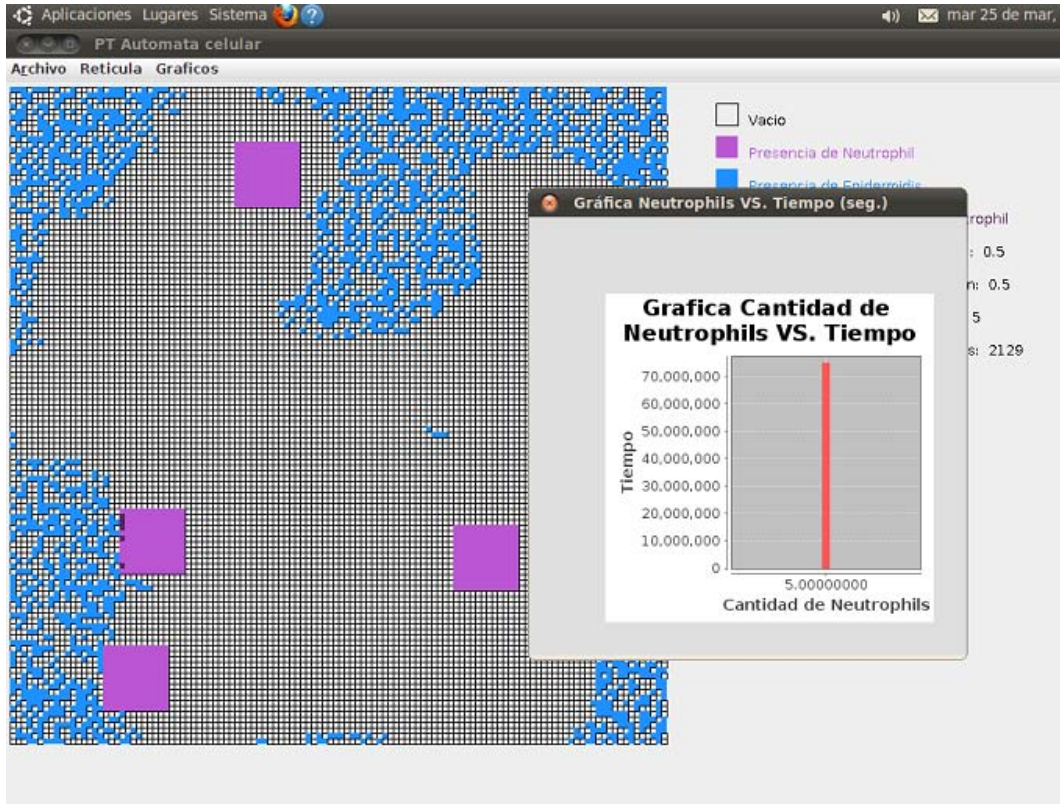 Aplicaciones Lugares Sistema
mar 25 de mar,
PT Automata celular
Archivo Reticula Graficos
Vacio
Presencia de Neutrophil
Presencia de Epidermidis
rophil
: 0.5
n: 0.5
5
s: 2129
Gráfica Neutrophils VS. Tiempo (seg.)
Grafica Cantidad de
Neutrophils VS. Tiempo
Tiempo
70,000,000
60,000,000
50,000,000
40,000,000
30,000,000
20,000,000
10,000,000
0
5.00000000
Cantidad de Neutrophils